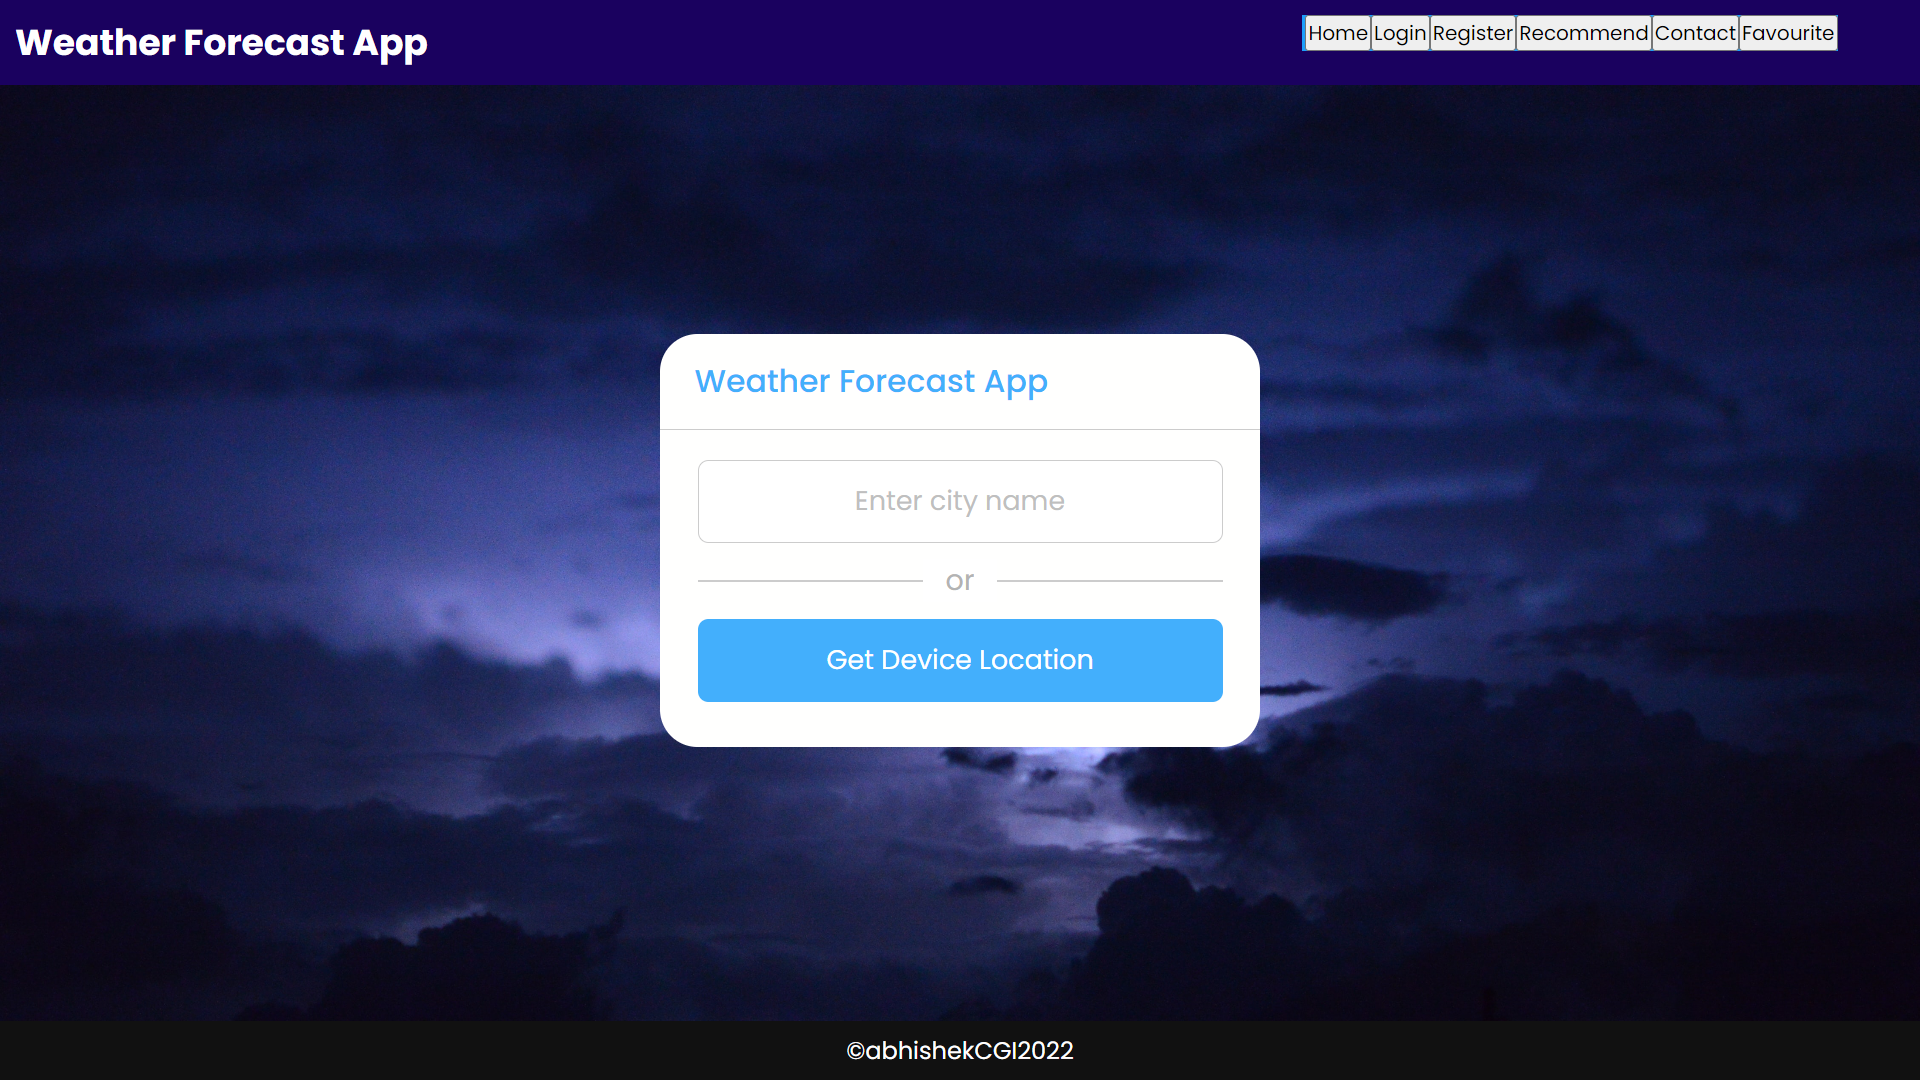 Weather Forecast App
Home Login Register Recommend Contact Favourite
Weather Forecast App
Enter city name
or
Get Device Location
©abhishekCGI2022